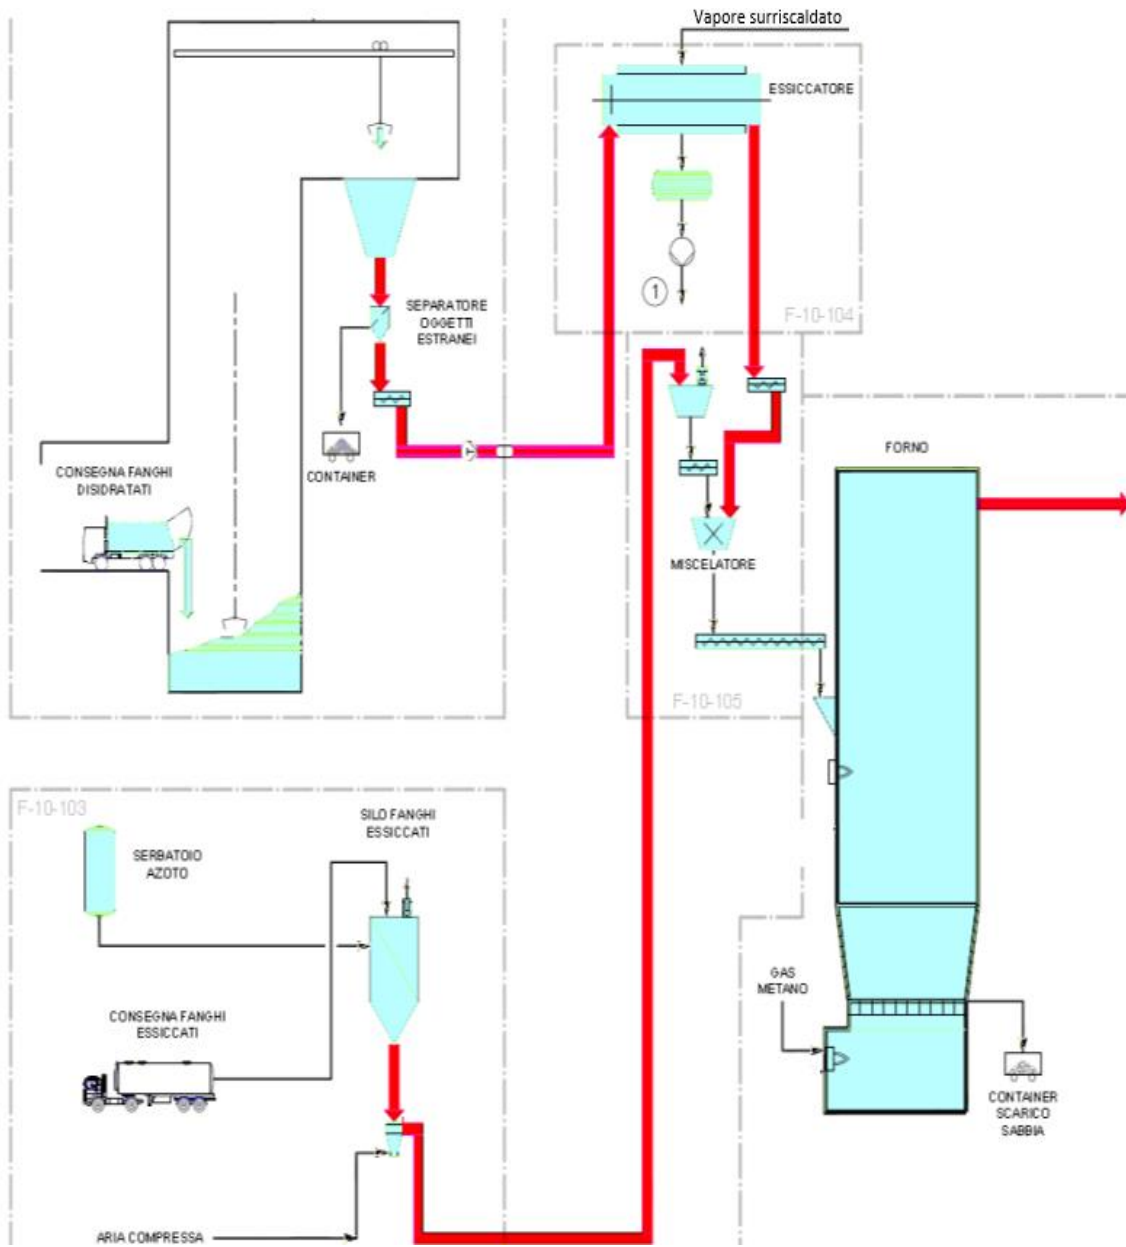 Vapore surriscaldato
ESSICCATORE
1
F-10-104
SEPARATORE
OGGETTI
ESTRANEI
CONTAINER
CONSEGNA FANGHI
DISIDRATATI
FORNO
MISCELATORE
F-10-105
F-10-103
SILO FANGHI
ESSICCATI
SERBATOIO
AZOTO
CONSEGNA FANGHI
ESSICCATI
GAS
METANO
CONTAINER
SCARICO
SABBIA
ARIA COMPRESSA